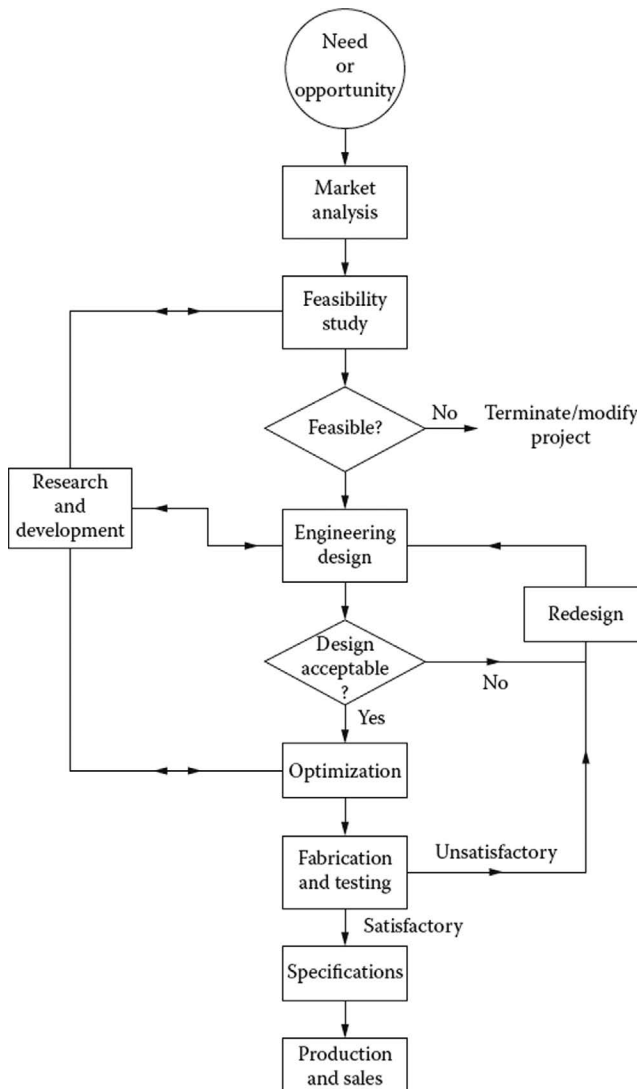 Need
or
opportunity
Market
analysis
Feasibility
study
Feasible?
No
Terminate/modify
project
Research
and
development
Engineering
design
Redesign
Design
acceptable
?
No
Yes
Optimization
Fabrication
and testing
Unsatisfactory
Satisfactory
Specifications
Production
and sales